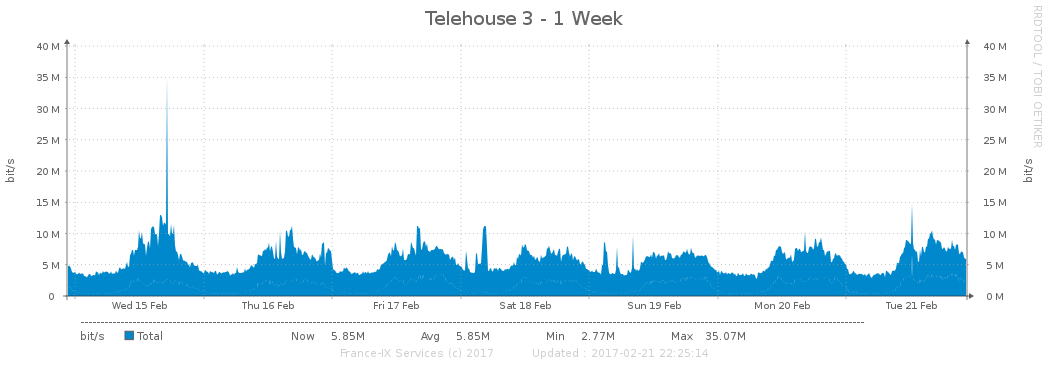 Telehouse 3 - 1 Week
RRDTOOL / TOBI OETIKER
40 M 40 M
35 M 35 M
30 M 30 M
25 M 25 M
20 M 20 M
15 M 15 M
10 M 10 M
5 M 5 M
0 0 M
bit/s
bit/s
Wed 15 Feb Thu 16 Feb Fri 17 Feb Sat 18 Feb Sun 19 Feb Mon 20 Feb Tue 21 Feb
bit/s Total Now 5.85M Avg 5.85M Min 2.77M Max 35.07M
France-IX Services (c) 2017 Updated : 2017-02-21 22:25:14